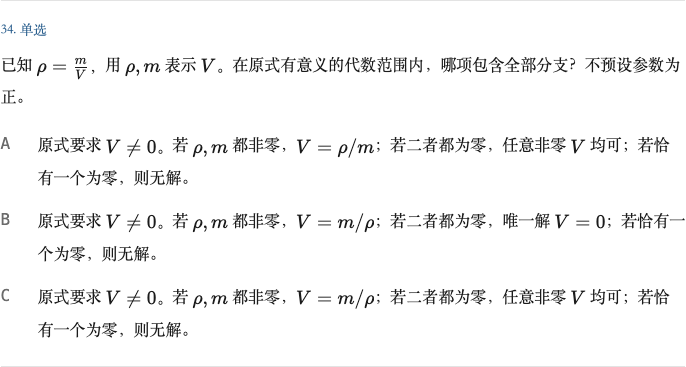 34. 单选
已知 ρ = m/V，用 ρ, m 表示 V。在原式有意义的代数范围内，哪项包含全部分支？不预设参数为
正。
A 原式要求 V ≠ 0。若 ρ, m 都非零，V = ρ/m；若二者都为零，任意非零 V 均可；若恰
有一个为零，则无解。
B 原式要求 V ≠ 0。若 ρ, m 都非零，V = m/ρ；若二者都为零，唯一解 V = 0；若恰有一
个为零，则无解。
C 原式要求 V ≠ 0。若 ρ, m 都非零，V = m/ρ；若二者都为零，任意非零 V 均可；若恰
有一个为零，则无解。